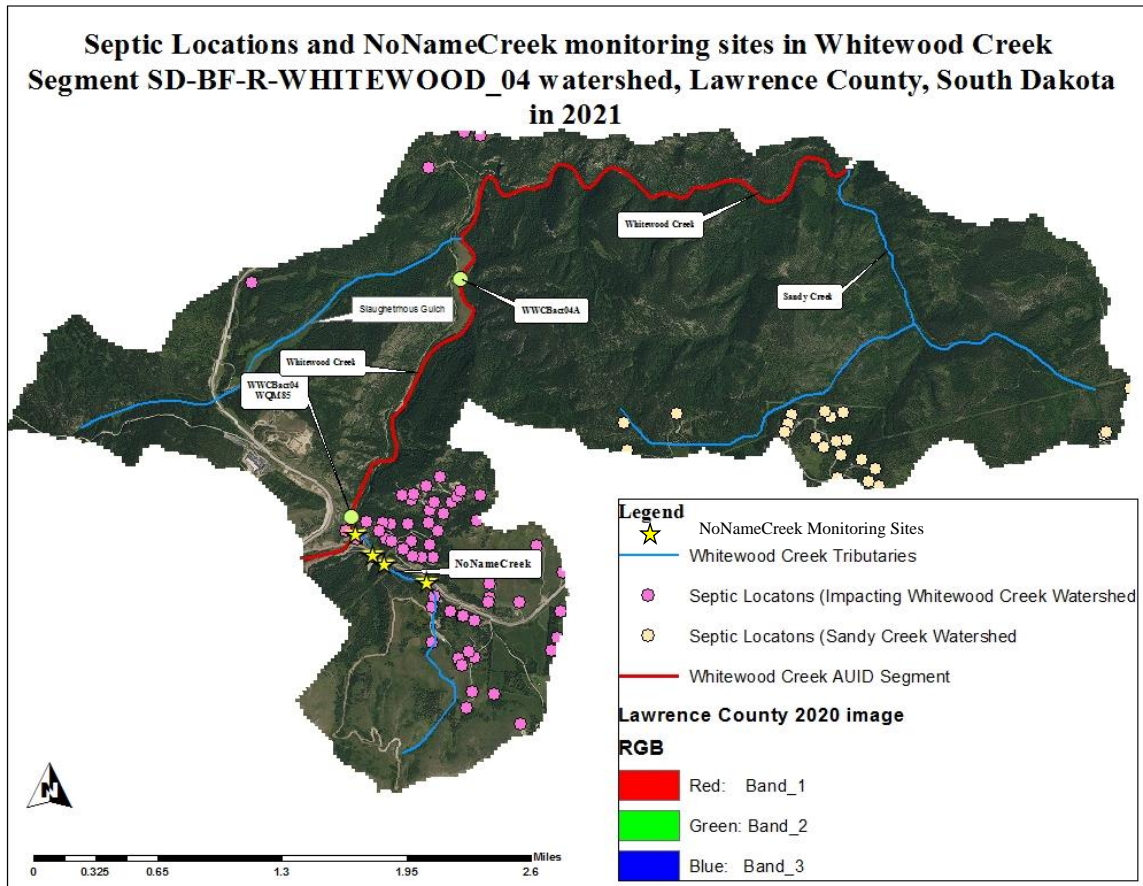 Septic Locations and NoNameCreek monitoring sites in Whitewood Creek
Segment SD-BF-R-WHITEWOOD_04 watershed, Lawrence County, South Dakota
in 2021
Whitewood Creek
Sandy Creek
WWCBact04A
Slaughetrhous Gulch
Whitewood Creek
WWCBact04
WQM85
NoNameCreek
Legend
NoNameCreek Monitoring Sites
Whitewood Creek Tributaries
Septic Locatons (Impacting Whitewood Creek Watershed
Septic Locatons (Sandy Creek Watershed
Whitewood Creek AUID Segment
Lawrence County 2020 image
RGB
Red: Band_1
Green: Band_2
Blue: Band_3
N
Miles
0 0.325 0.65 1.3 1.95 2.6